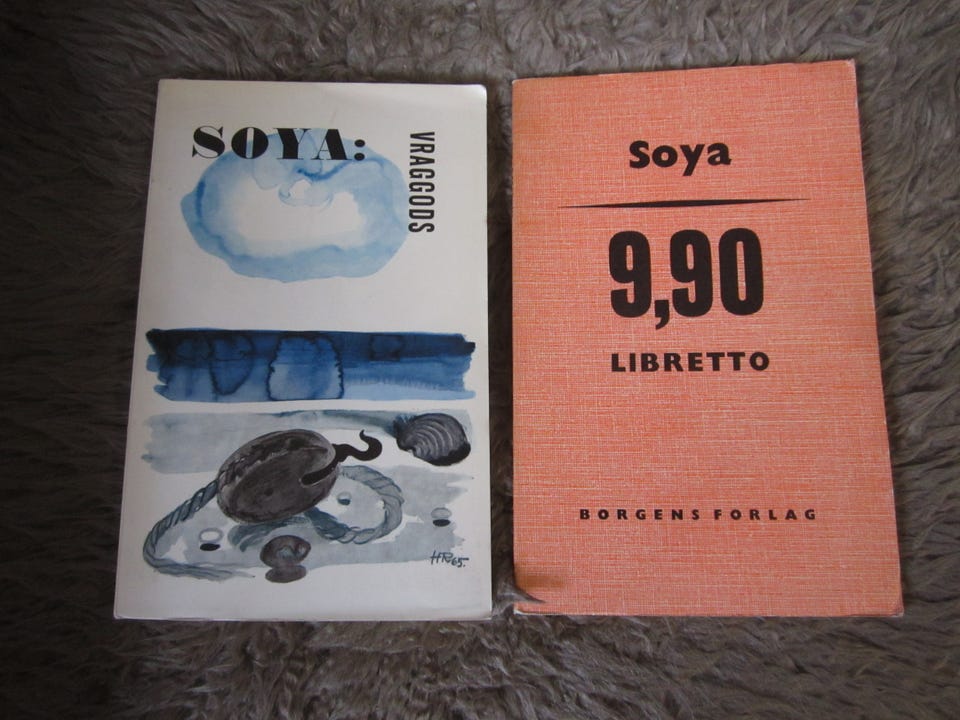 SOYA:
VRAGGODS
HR65.
Soya
9,90
LIBRETTO
BORGENS FORLAG